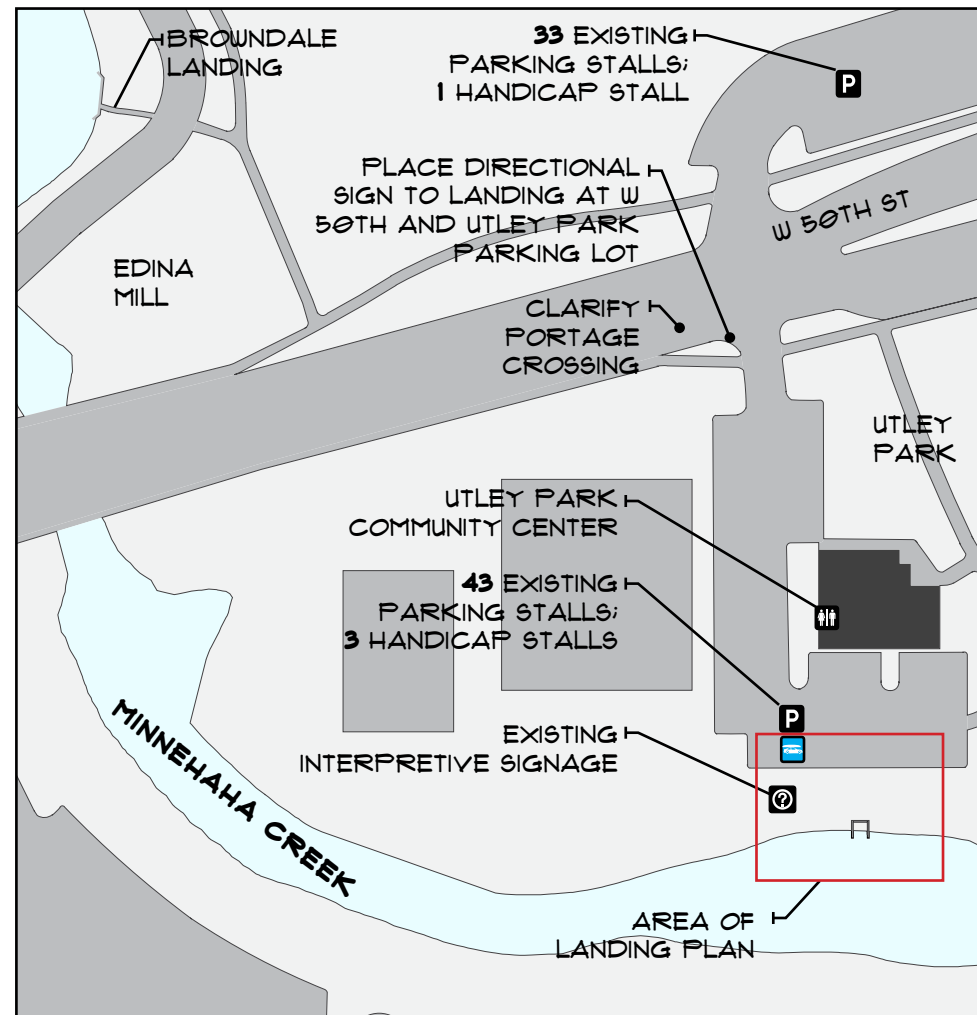 BROWNDALE
LANDING
33 EXISTING
PARKING STALLS;
1 HANDICAP STALL
P
PLACE DIRECTIONAL
SIGN TO LANDING AT W
50TH AND UTLEY PARK
PARKING LOT
W 50TH ST
EDINA
MILL
CLARIFY
PORTAGE
CROSSING
UTLEY
PARK
UTLEY PARK
COMMUNITY CENTER
43 EXISTING
PARKING STALLS;
3 HANDICAP STALLS
P
EXISTING
INTERPRETIVE SIGNAGE
?
MINNEHAHA CREEK
AREA OF
LANDING PLAN